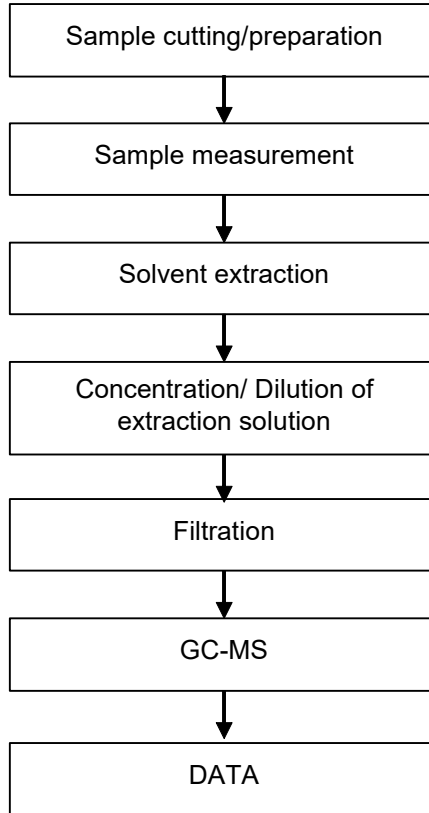 Sample cutting/preparation
Sample measurement
Solvent extraction
Concentration/ Dilution of
extraction solution
Filtration
GC-MS
DATA